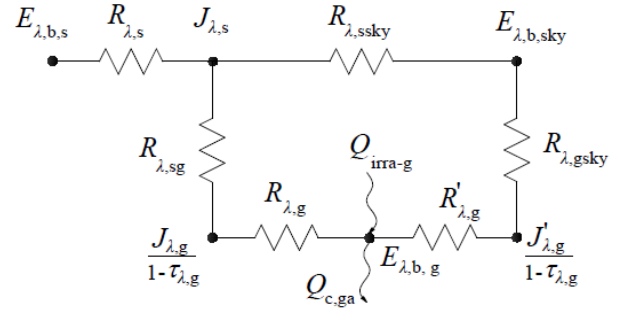 E_{λ,b,s}
R_{λ,s}
J_{λ,s}
R_{λ,ssky}
E_{λ,b,sky}
R_{λ,sg}
Q_{irra-g}
R_{λ,gsky}
R_{λ,g}
R'_{λ,g}
J_{λ,g}
1-τ_{λ,g}
E_{λ,b,g}
J'_{λ,g}
1-τ_{λ,g}
Q_{c,ga}